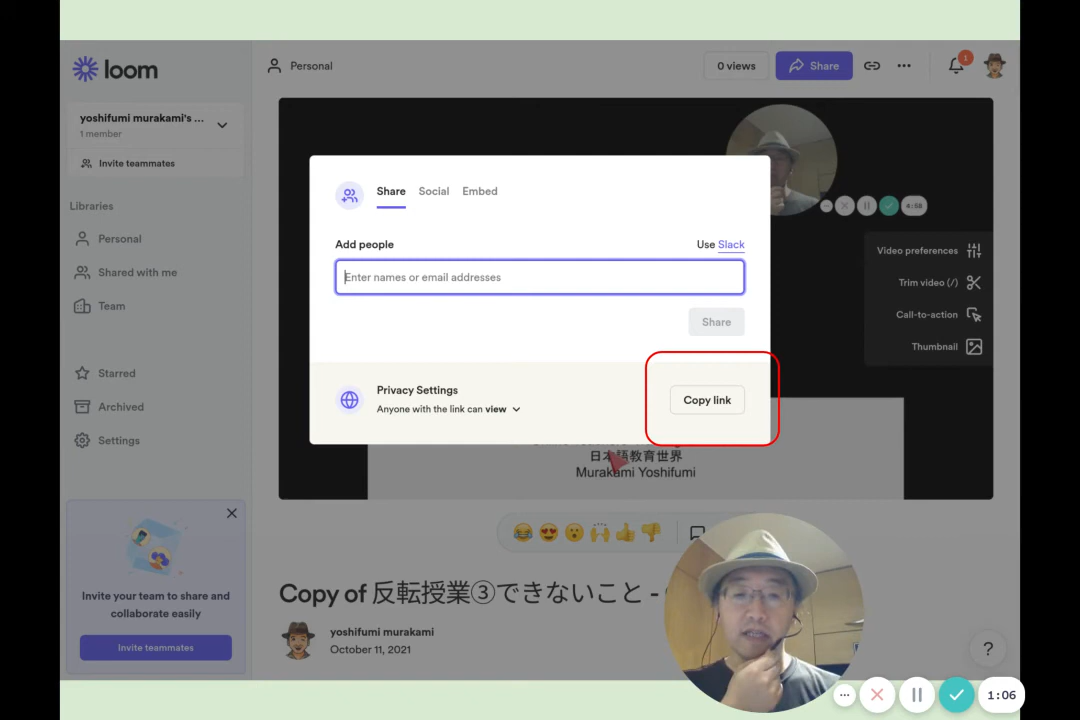 loom
Personal
0 views
Share
1
yoshifumi murakami's ...
1 member
Invite teammates
Libraries
Personal
Shared with me
Team
Starred
Archived
Settings
Invite your team to share and
collaborate easily
Invite teammates
4:58
Video preferences
Trim video (/)
Call-to-action
Thumbnail
Share Social Embed
Add people
Use Slack
Enter names or email addresses
Share
Privacy Settings
Anyone with the link can view
Copy link
日本語教育世界
Murakami Yoshifumi
Copy of 反転授業③できないこと -
yoshifumi murakami
October 11, 2021
?
1:06